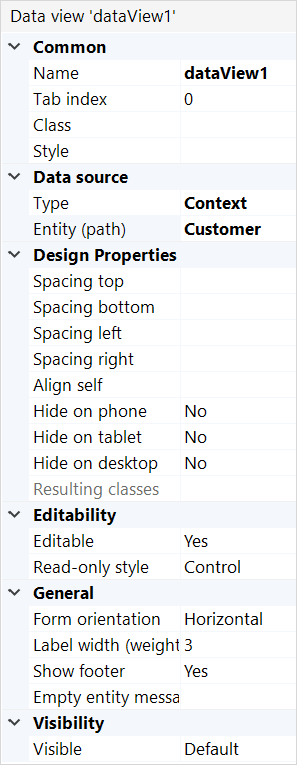 Data view 'dataView1'
Common
Name dataView1
Tab index 0
Class
Style
Data source
Type Context
Entity (path) Customer
Design Properties
Spacing top
Spacing bottom
Spacing left
Spacing right
Align self
Hide on phone No
Hide on tablet No
Hide on desktop No
Resulting classes
Editability
Editable Yes
Read-only style Control
General
Form orientation Horizontal
Label width (weight 3
Show footer Yes
Empty entity messa
Visibility
Visible Default